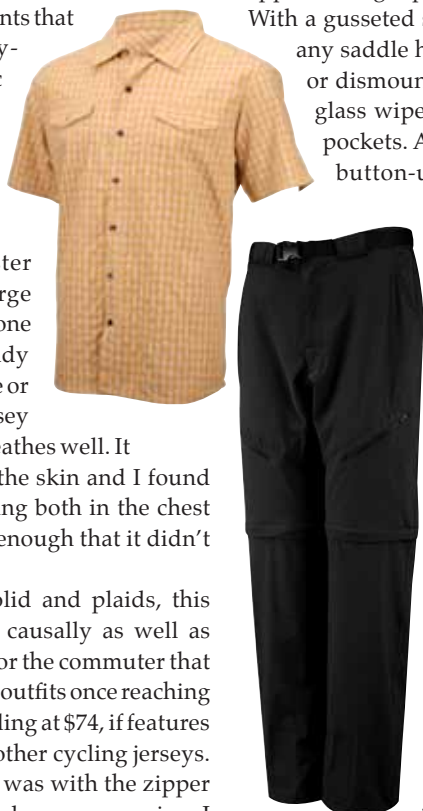 nts that
y-
ter
rge
one
dy
e or
sey
eathes well. It
the skin and I found
ing both in the chest
enough that it didn't
olid and plaids, this
causally as well as
or the commuter that
outfits once reaching
ling at $74, if features
other cycling jerseys.
was with the zipper
With a gusseted s
any saddle h
or dismoun
glass wipe
pockets. A
button-u